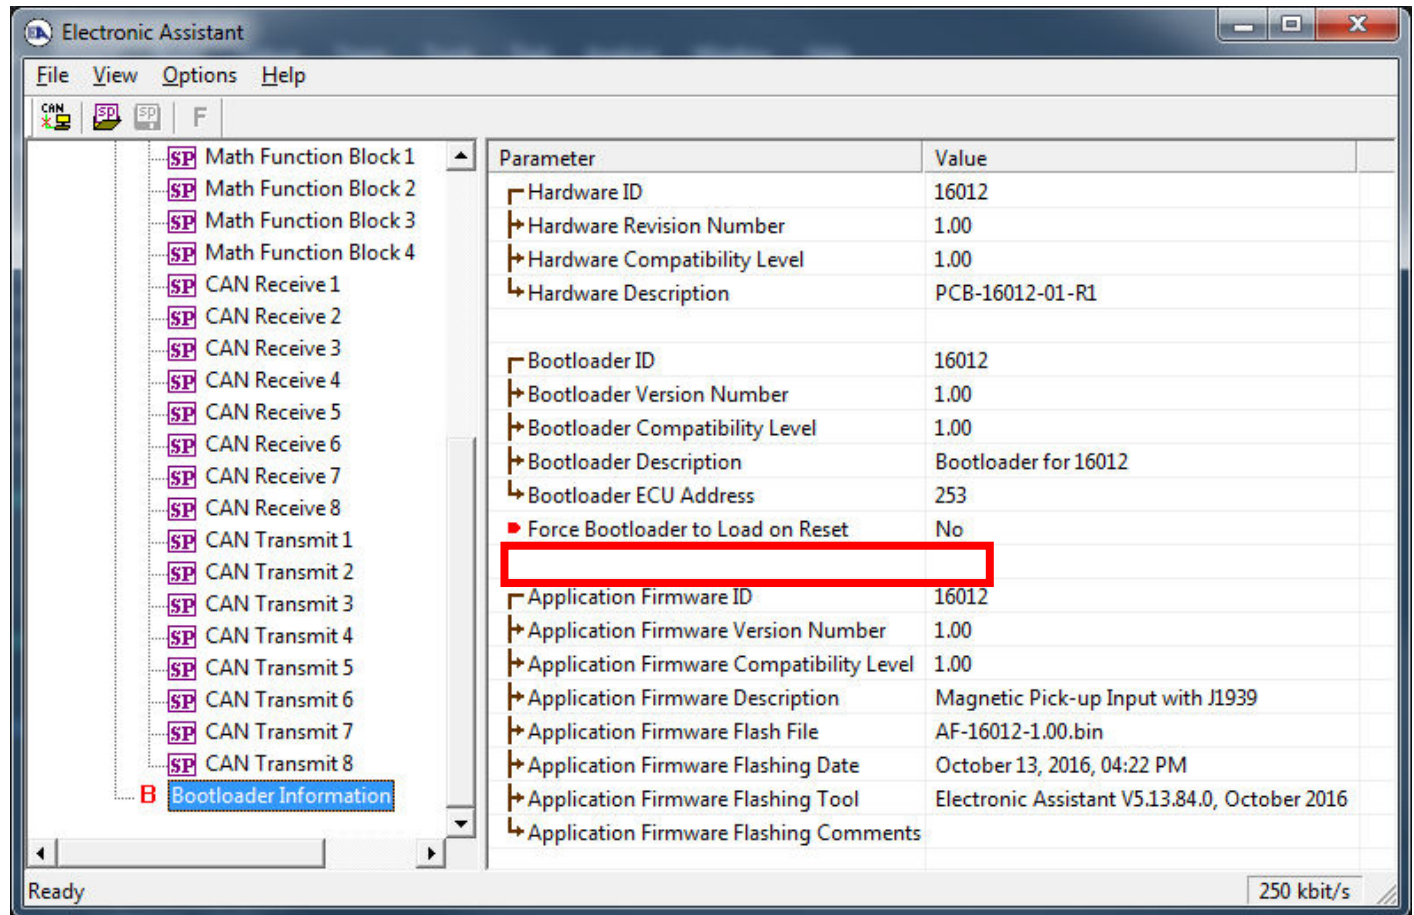 Electronic Assistant
File View Options Help
CAN SP SP F
SP Math Function Block 1
SP Math Function Block 2
SP Math Function Block 3
SP Math Function Block 4
SP CAN Receive 1
SP CAN Receive 2
SP CAN Receive 3
SP CAN Receive 4
SP CAN Receive 5
SP CAN Receive 6
SP CAN Receive 7
SP CAN Receive 8
SP CAN Transmit 1
SP CAN Transmit 2
SP CAN Transmit 3
SP CAN Transmit 4
SP CAN Transmit 5
SP CAN Transmit 6
SP CAN Transmit 7
SP CAN Transmit 8
B Bootloader Information
Parameter Value
Hardware ID 16012
Hardware Revision Number 1.00
Hardware Compatibility Level 1.00
Hardware Description PCB-16012-01-R1
Bootloader ID 16012
Bootloader Version Number 1.00
Bootloader Compatibility Level 1.00
Bootloader Description Bootloader for 16012
Bootloader ECU Address 253
Force Bootloader to Load on Reset No
Application Firmware ID 16012
Application Firmware Version Number 1.00
Application Firmware Compatibility Level 1.00
Application Firmware Description Magnetic Pick-up Input with J1939
Application Firmware Flash File AF-16012-1.00.bin
Application Firmware Flashing Date October 13, 2016, 04:22 PM
Application Firmware Flashing Tool Electronic Assistant V5.13.84.0, October 2016
Application Firmware Flashing Comments
Ready 250 kbit/s